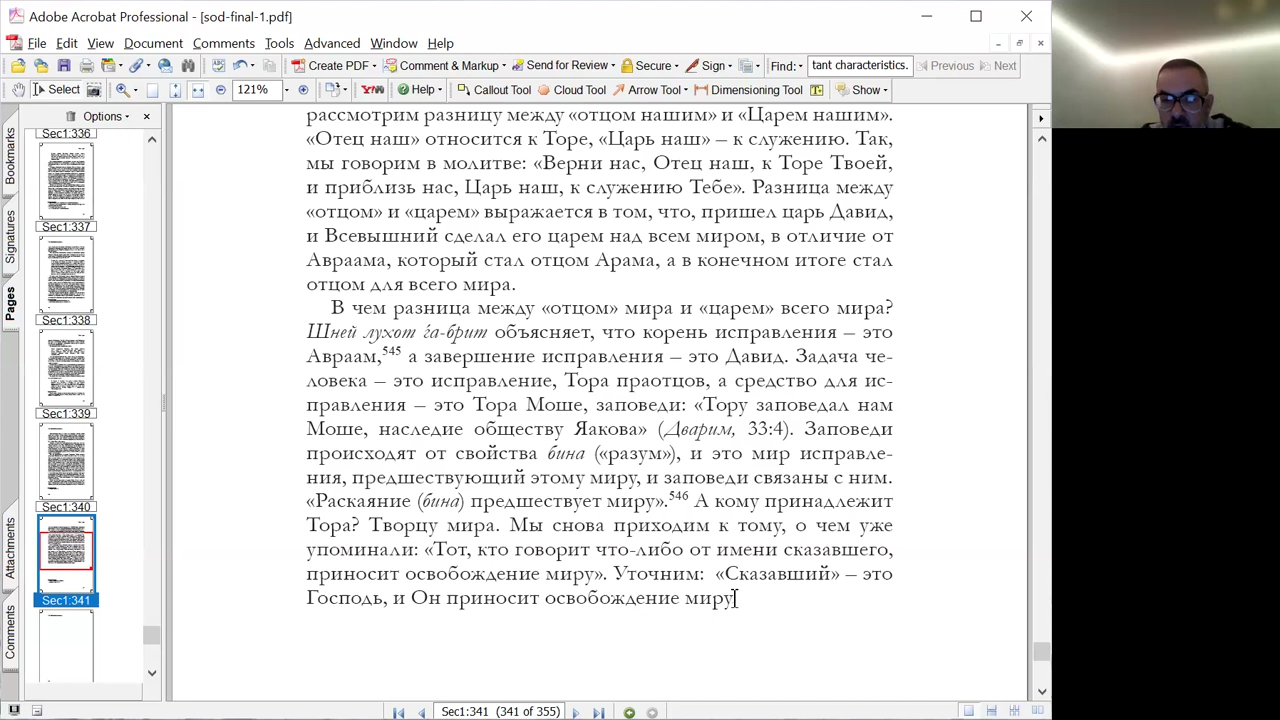 Adobe Acrobat Professional - [sod-final-1.pdf]
File Edit View Document Comments Tools Advanced Window Help
Create PDF Comment & Markup Send for Review Secure Sign Find: tant characteristics. Previous Next
Select 121% Y! Help Callout Tool Cloud Tool Arrow Tool Dimensioning Tool Show
Options
Bookmarks
Signatures
Pages
Attachments
Comments
Sec1:336
Sec1:337
Sec1:338
Sec1:339
Sec1:340
Sec1:341
рассмотрим разницу между «отцом нашим» и «Царем нашим».
«Отец наш» относится к Торе, «Царь наш» – к служению. Так,
мы говорим в молитве: «Верни нас, Отец наш, к Торе Твоей,
и приблизь нас, Царь наш, к служению Тебе». Разница между
«отцом» и «царем» выражается в том, что, пришел царь Давид,
и Всевышний сделал его царем над всем миром, в отличие от
Авраама, который стал отцом Арама, а в конечном итоге стал
отцом для всего мира.
В чем разница между «отцом» мира и «царем» всего мира?
Шней лухот ѓа-брит объясняет, что корень исправления – это
Авраам,545 а завершение исправления – это Давид. Задача че-
ловека – это исправление, Тора праотцов, а средство для ис-
правления – это Тора Моше, заповеди: «Тору заповедал нам
Моше, наследие обществу Яакова» (Дварим, 33:4). Заповеди
происходят от свойства бина («разум»), и это мир исправле-
ния, предшествующий этому миру, и заповеди связаны с ним.
«Раскаяние (бина) предшествует миру».546 А кому принадлежит
Тора? Творцу мира. Мы снова приходим к тому, о чем уже
упоминали: «Тот, кто говорит что-либо от имени сказавшего,
приносит освобождение миру». Уточним: «Сказавший» – это
Господь, и Он приносит освобождение миру
Sec1:341 (341 of 355)